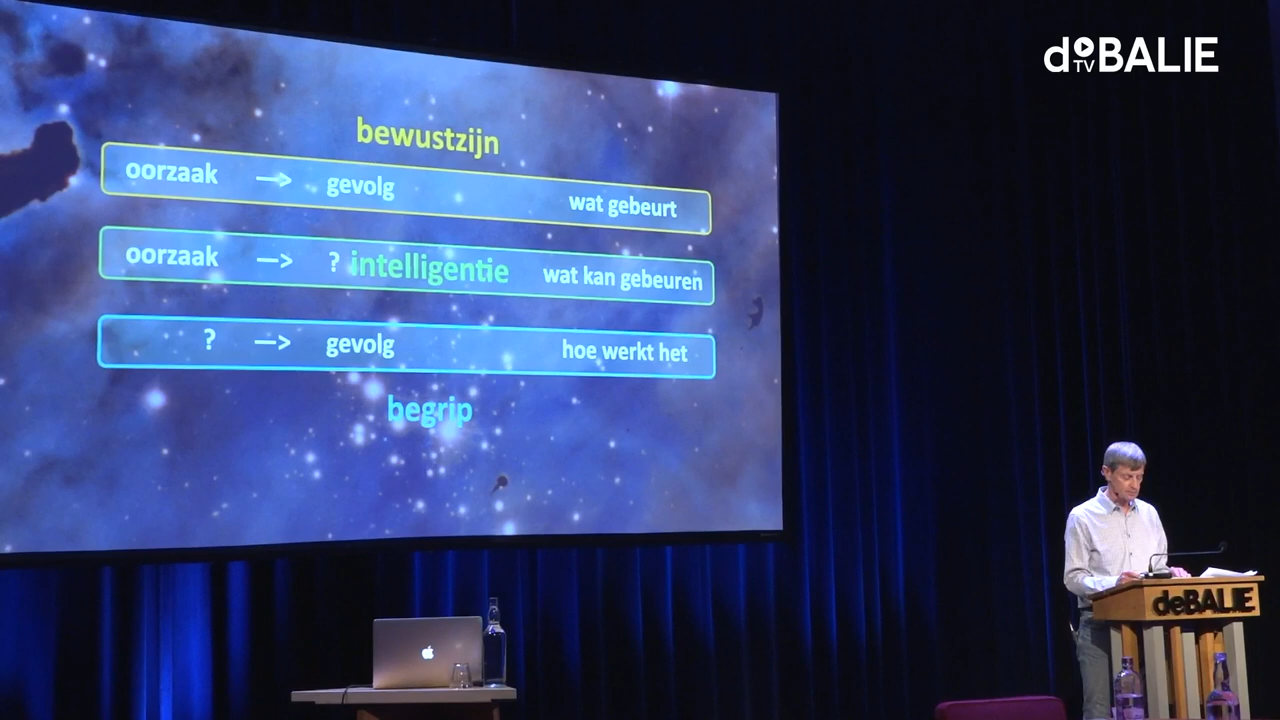 deBALIE
TV
bewustzijn
oorzaak —> gevolg wat gebeurt
oorzaak —> ? intelligentie wat kan gebeuren
? —> gevolg hoe werkt het
begrip
deBALIE